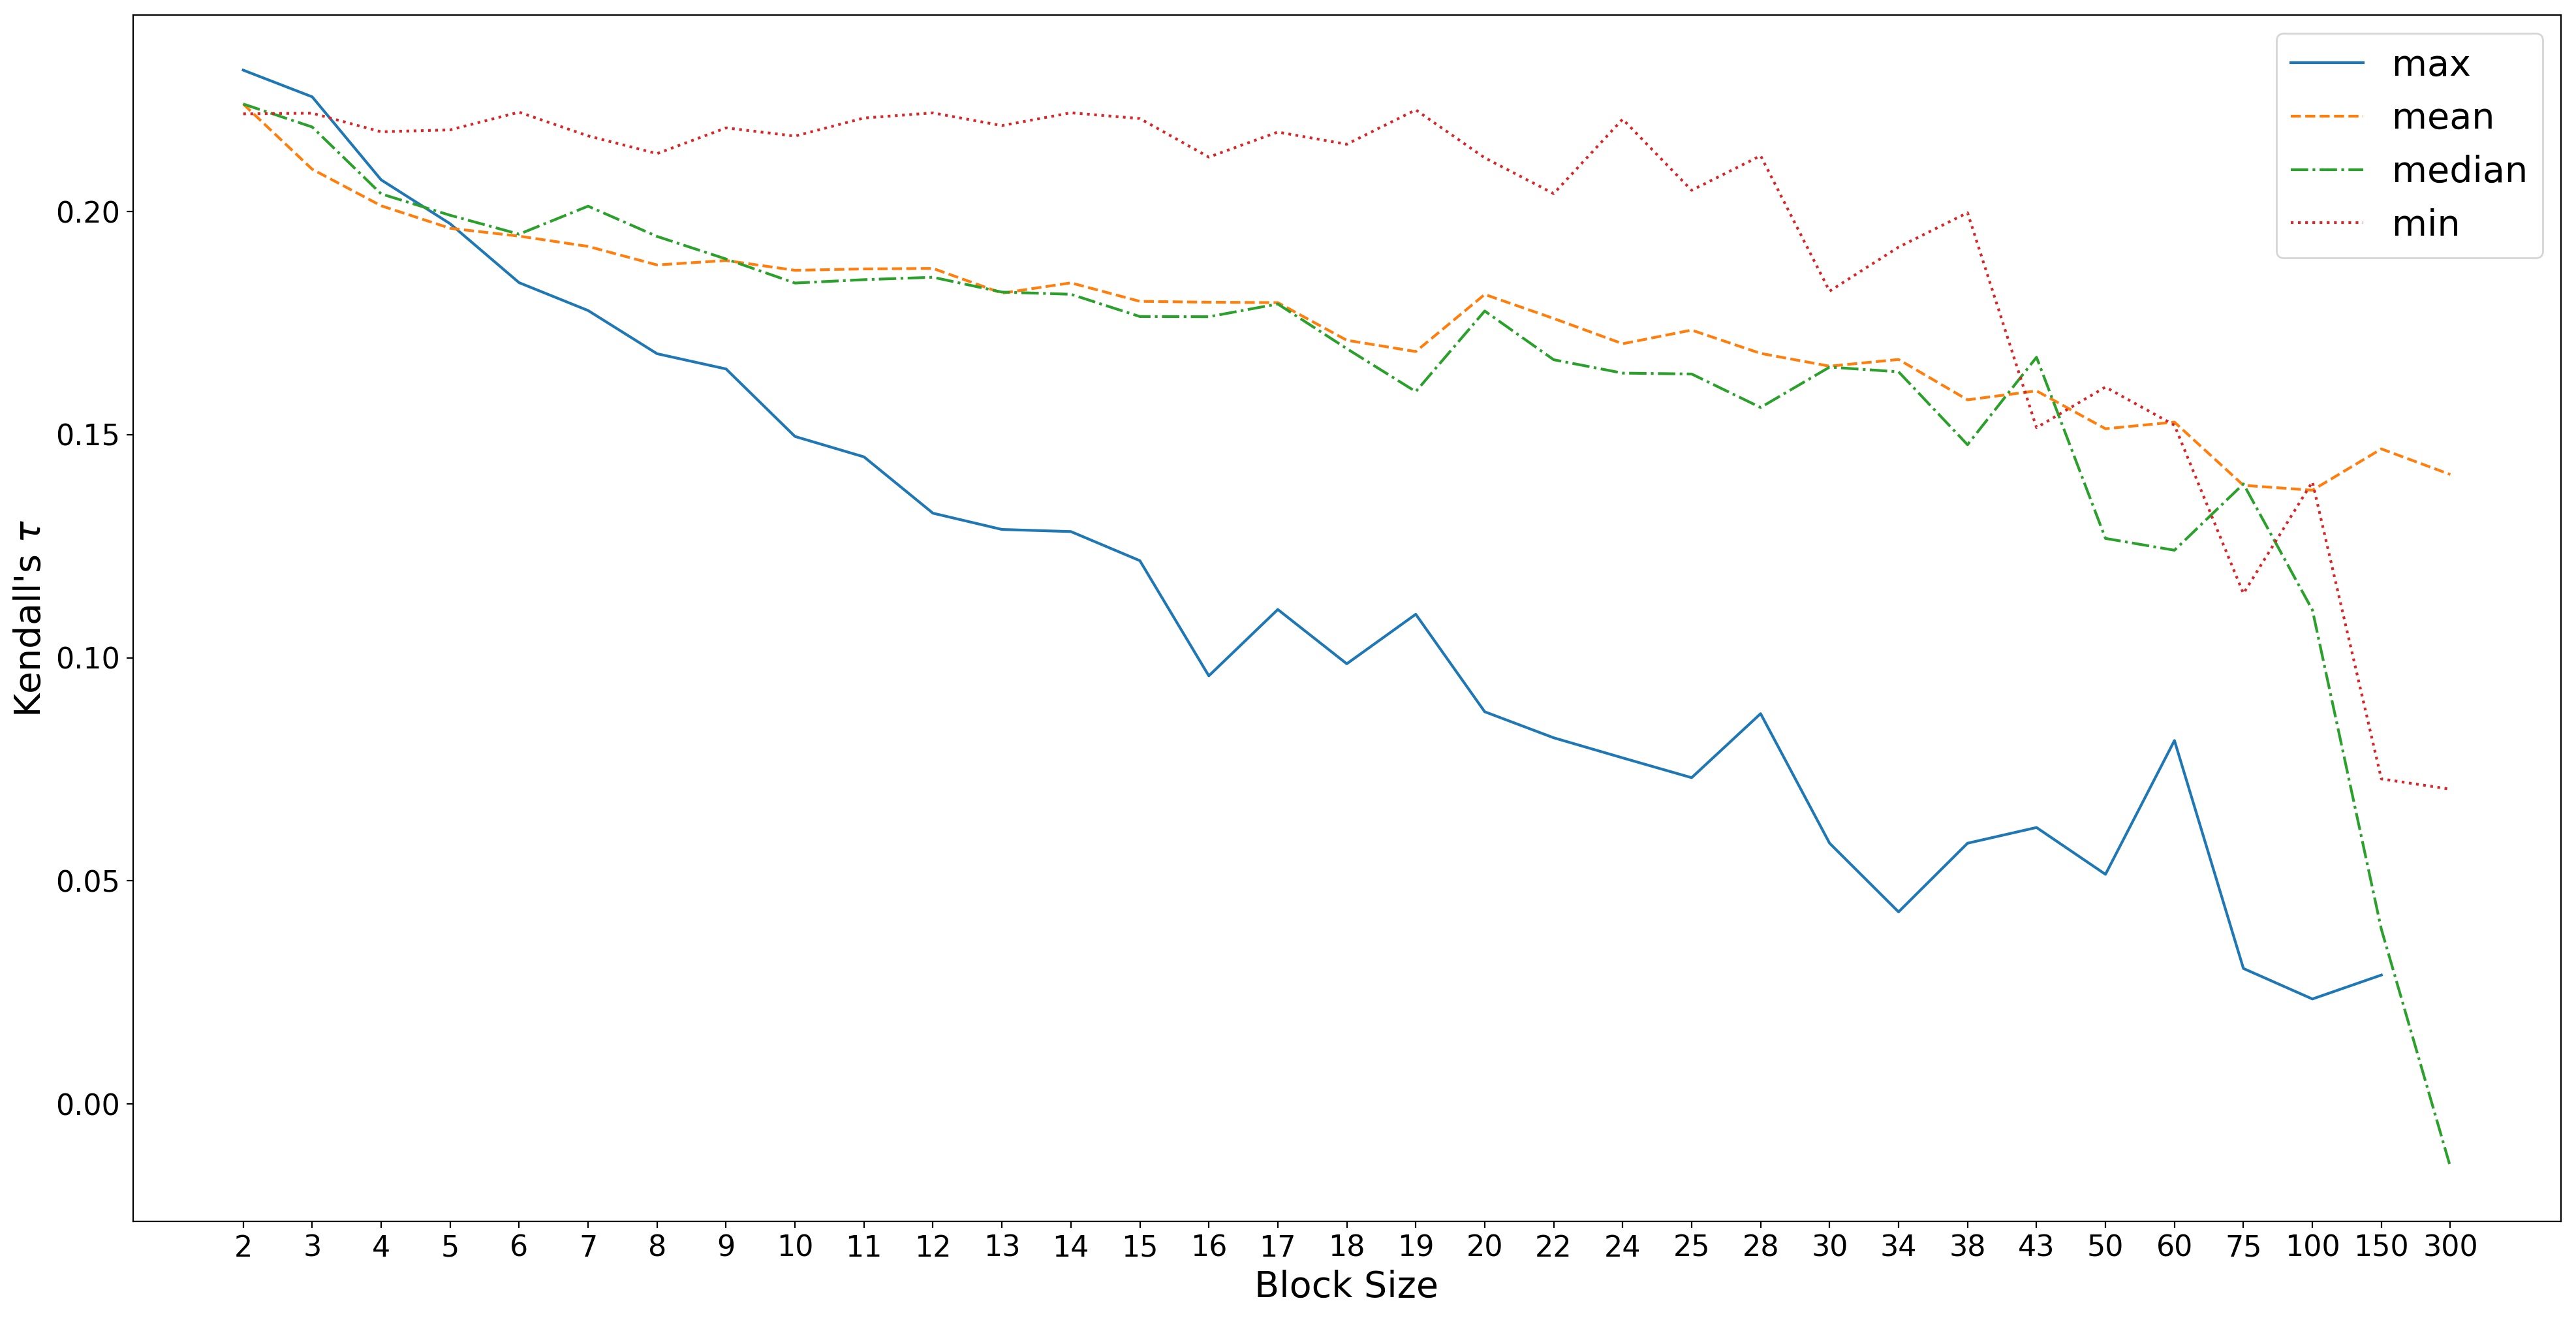 max
mean
median
min
Kendall's τ
0.20
0.15
0.10
0.05
0.00
2 3 4 5 6 7 8 9 10 11 12 13 14 15 16 17 18 19 20 22 24 25 28 30 34 38 43 50 60 75 100 150 300
Block Size